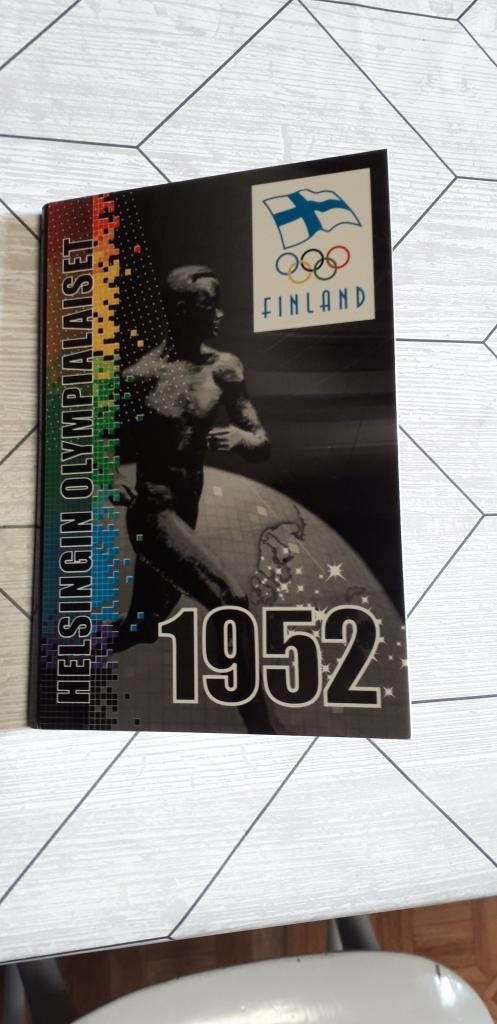 HELSINGIN OLYMPIALAISET
FINLAND
1952